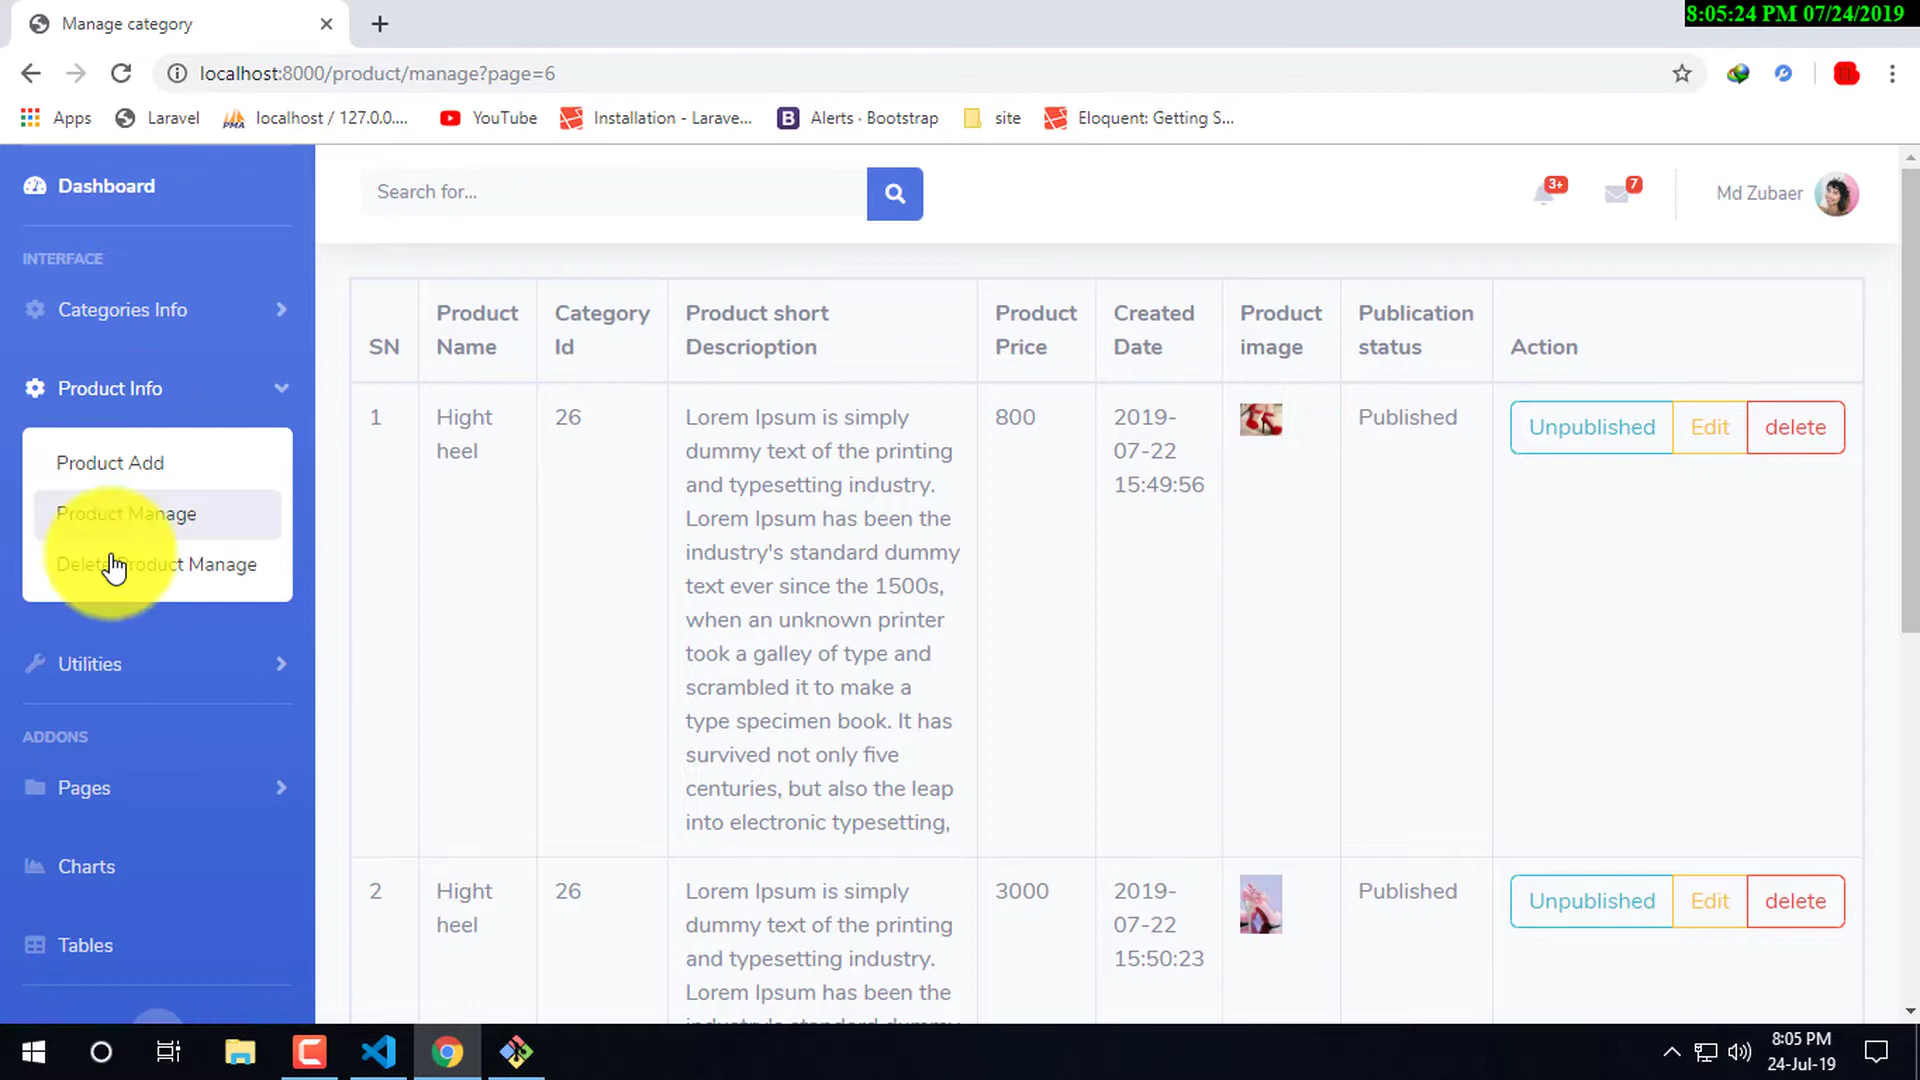 Manage category
8:05:24 PM 07/24/2019
localhost:8000/product/manage?page=6
Apps
Laravel
PMA
localhost / 127.0.0....
YouTube
Installation - Larave...
B
Alerts · Bootstrap
site
Eloquent: Getting S...
Dashboard
INTERFACE
Categories Info
Product Info
Product Add
Product Manage
Delete Product Manage
Utilities
ADDONS
Pages
Charts
Tables
Search for...
3+
7
Md Zubaer
SN
Product
Name
Category
Id
Product short
Descrioption
Product
Price
Created
Date
Product
image
Publication
status
Action
1
Hight
heel
26
Lorem Ipsum is simply
dummy text of the printing
and typesetting industry.
Lorem Ipsum has been the
industry's standard dummy
text ever since the 1500s,
when an unknown printer
took a galley of type and
scrambled it to make a
type specimen book. It has
survived not only five
centuries, but also the leap
into electronic typesetting,
800
2019-
07-22
15:49:56
Published
Unpublished
Edit
delete
2
Hight
heel
26
Lorem Ipsum is simply
dummy text of the printing
and typesetting industry.
Lorem Ipsum has been the
industry's standard dummy
3000
2019-
07-22
15:50:23
Published
Unpublished
Edit
delete
8:05 PM
24-Jul-19